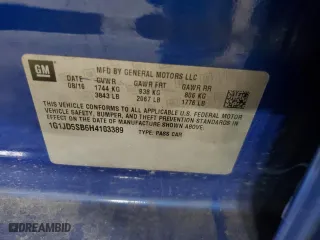 GM
MFD BY GENERAL MOTORS LLC
DATE GVWR GAWR FRT GAWR RR
08/16 1744 KG 938 KG 806 KG
3843 LB 2067 LB 1776 LB
THIS VEHICLE CONFORMS TO ALL APPLICABLE U.S. FEDERAL MOTOR
VEHICLE SAFETY, BUMPER, AND THEFT PREVENTION STANDARDS
IN EFFECT ON THE DATE OF MANUFACTURE SHOWN ABOVE.
1G1JD5SB6H4103389 TYPE: PASS CAR
DREAMBID